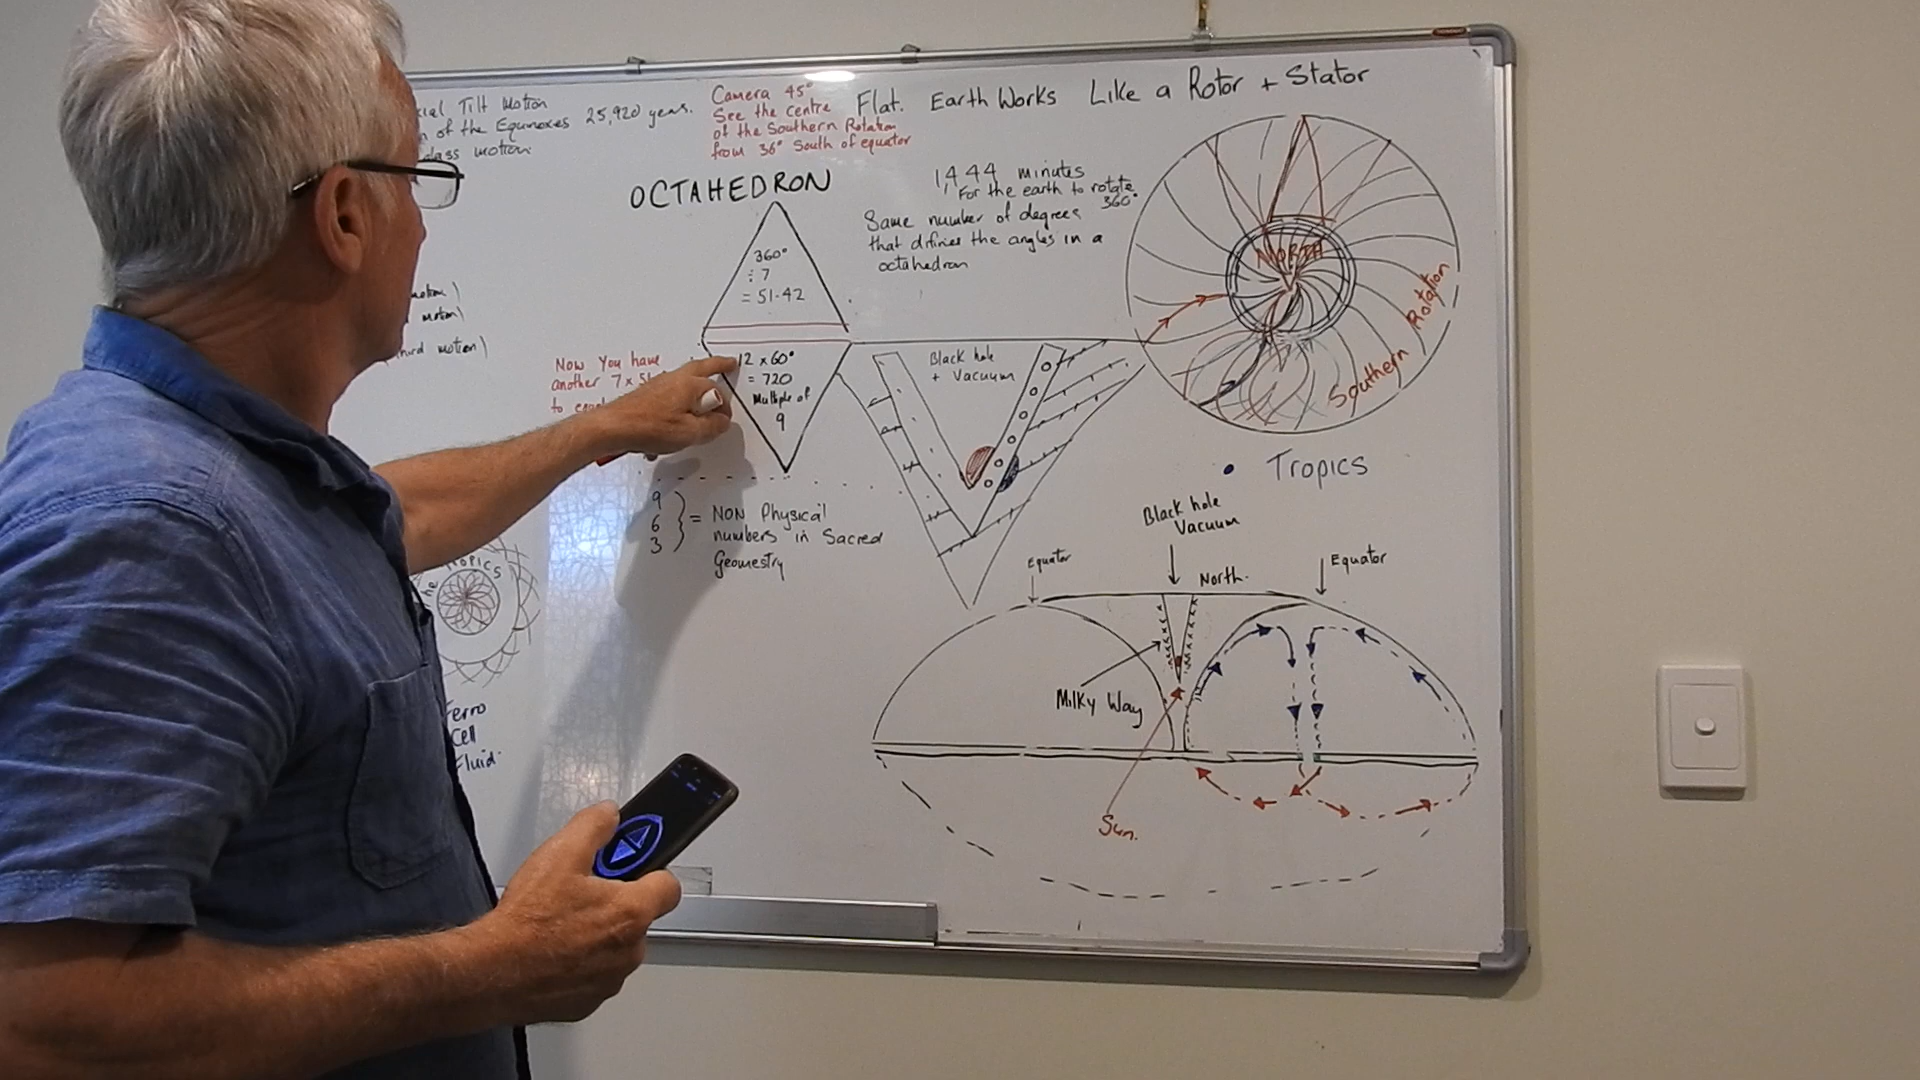 Tilt Motion
of the Equinoxes 25,920 years.
motion
Camera 45°
See the centre
of the Southern Rotation
from 36° South of equator
Flat. Earth Works Like a Rotor + Stator
OCTAHEDRON
1,444 minutes
For the earth to rotate
360°
Same number of degrees
that difines the angles in a
octahedron
360°
÷ 7
= 51.42
motion)
motion)
motion)
Now You have
another 7 x
to
12 x 60°
= 720
Multiple of
9
Black hole
+ Vacuum
NORTH
Southern Rotation
Tropics
9
6
3
= NON Physical
numbers in Sacred
Geomestry
TROPICS
Ferro
Cell
Fluid
Black hole
Vacuum
Equator
North.
Equator
Milky Way
Sun.